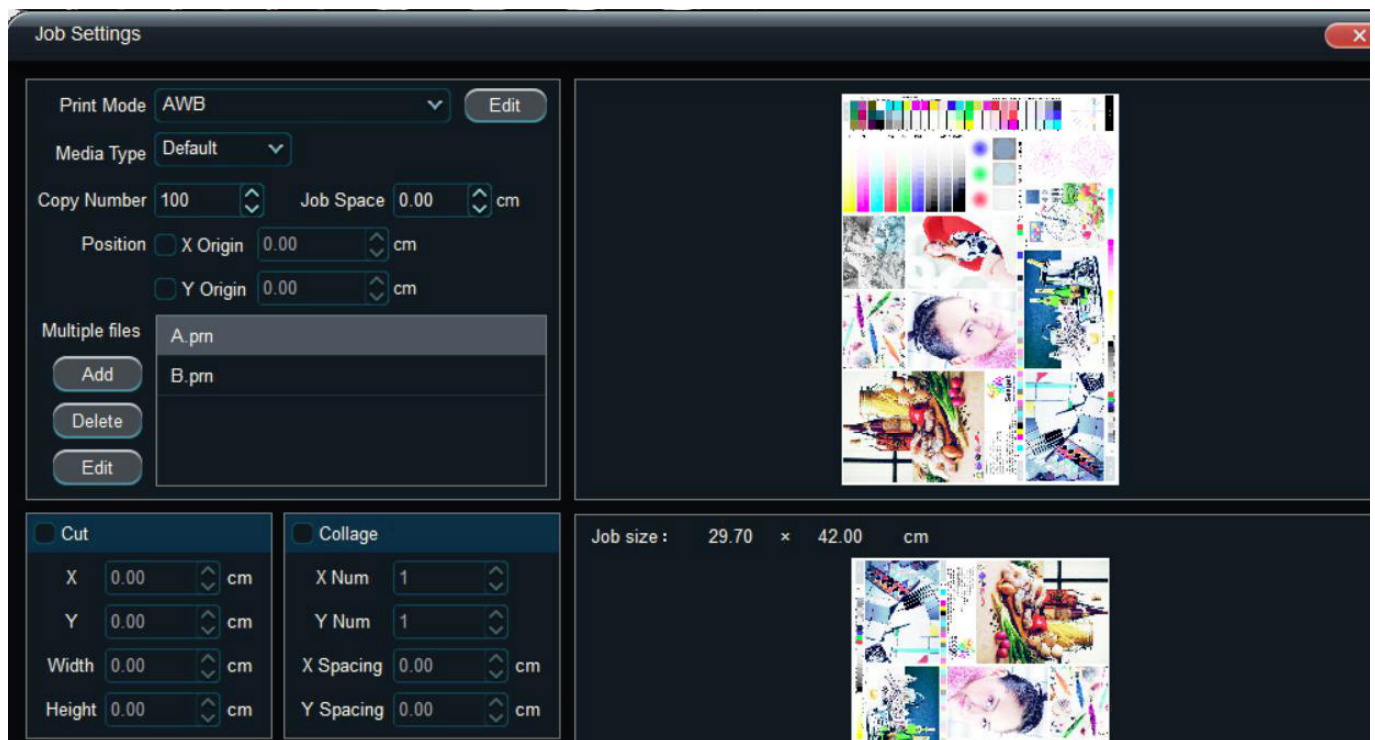 Job Settings
Print Mode AWB Edit
Media Type Default
Copy Number 100 Job Space 0.00 cm
Position X Origin 0.00 cm
Y Origin 0.00 cm
Multiple files
A.prn
Add
B.prn
Delete
Edit
Cut
X 0.00 cm
Y 0.00 cm
Width 0.00 cm
Height 0.00 cm
Collage
X Num 1
Y Num 1
X Spacing 0.00 cm
Y Spacing 0.00 cm
Job size : 29.70 × 42.00 cm